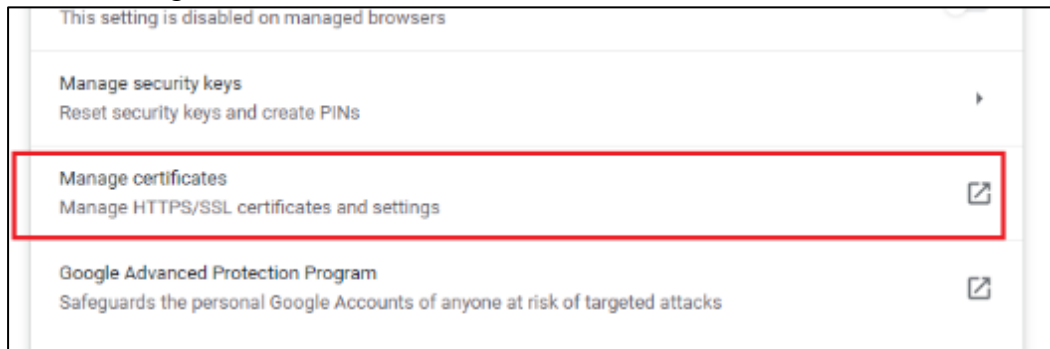 This setting is disabled on managed browsers
Manage security keys
Reset security keys and create PINs
Manage certificates
Manage HTTPS/SSL certificates and settings
Google Advanced Protection Program
Safeguards the personal Google Accounts of anyone at risk of targeted attacks